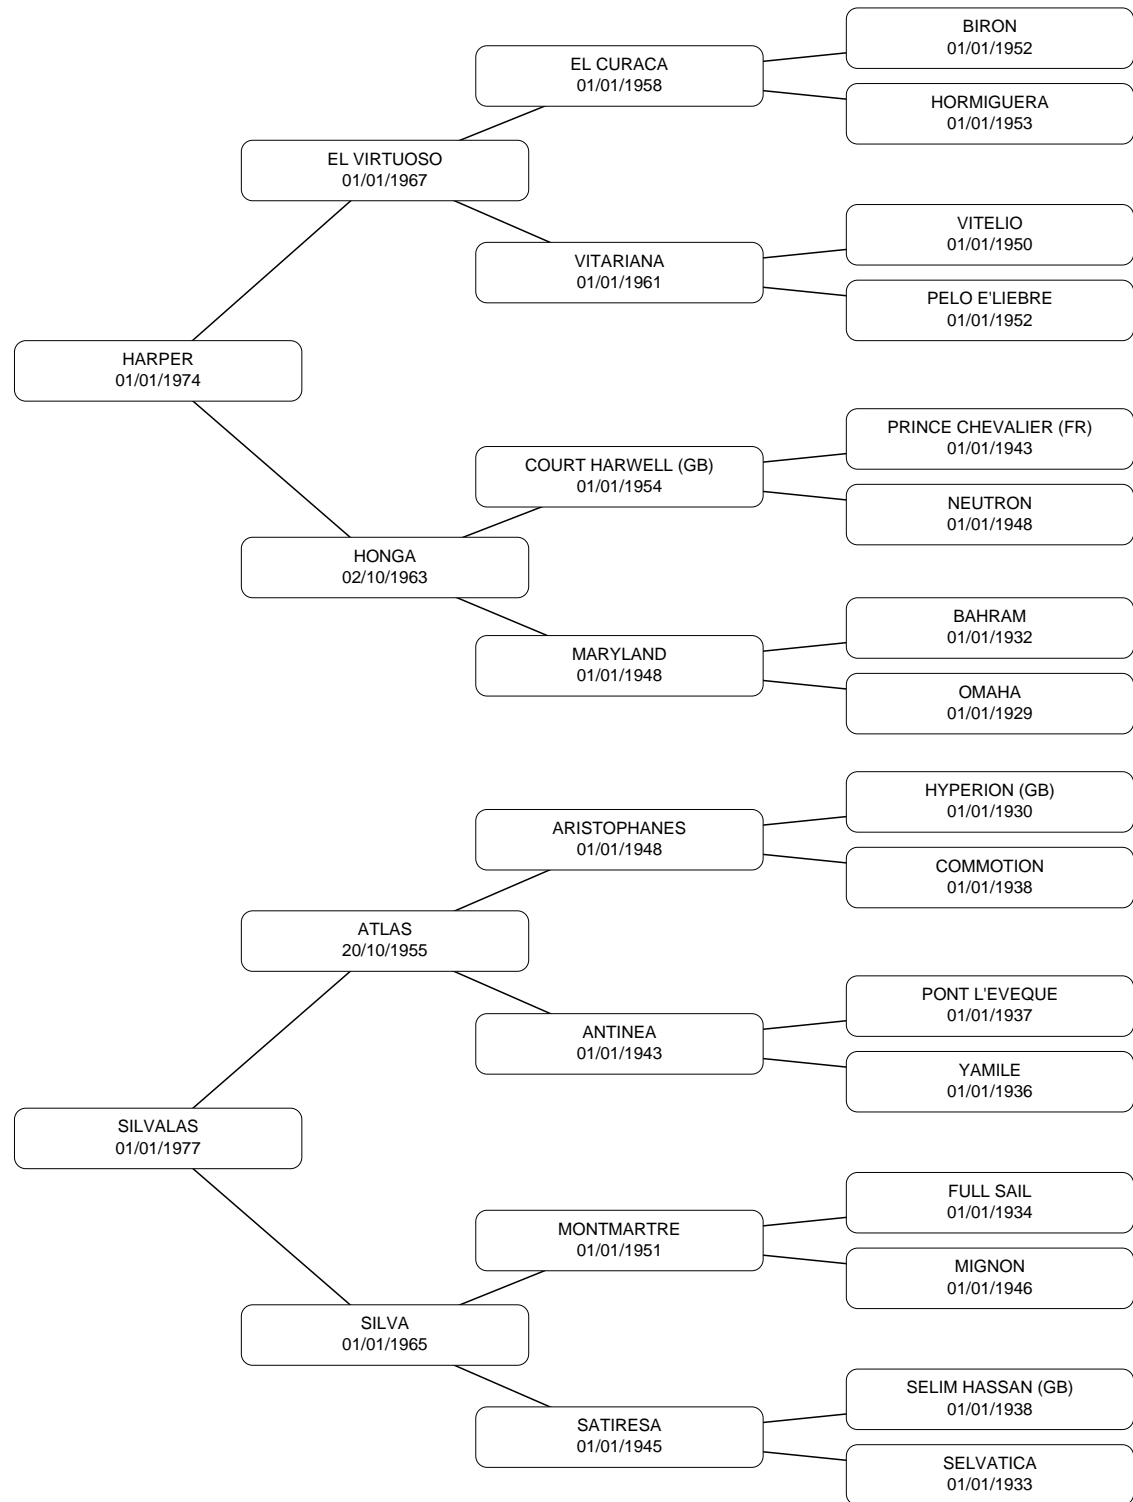 BIRON
01/01/1952
EL CURACA
01/01/1958
HORMIGUERA
01/01/1953
EL VIRTUOSO
01/01/1967
VITELIO
01/01/1950
VITARIANA
01/01/1961
PELO E'LIEBRE
01/01/1952
HARPER
01/01/1974
PRINCE CHEVALIER (FR)
01/01/1943
COURT HARWELL (GB)
01/01/1954
NEUTRON
01/01/1948
HONGA
02/10/1963
BAHRAM
01/01/1932
MARYLAND
01/01/1948
OMAHA
01/01/1929
HYPERION (GB)
01/01/1930
ARISTOPHANES
01/01/1948
COMMOTION
01/01/1938
ATLAS
20/10/1955
PONT L'EVEQUE
01/01/1937
ANTINEA
01/01/1943
YAMILE
01/01/1936
SILVALAS
01/01/1977
FULL SAIL
01/01/1934
MONTMARTRE
01/01/1951
MIGNON
01/01/1946
SILVA
01/01/1965
SELIM HASSAN (GB)
01/01/1938
SATIRESA
01/01/1945
SELVATICA
01/01/1933